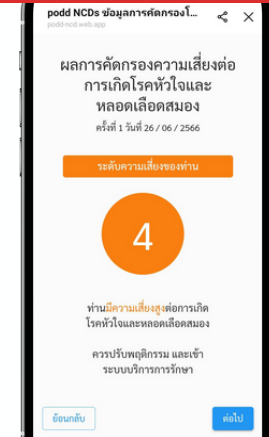 podd NCDs ข้อมูลการคัดกรองโ...
podd-ncd.web.app
ผลการคัดกรองความเสี่ยงต่อ
การเกิดโรคหัวใจและ
หลอดเลือดสมอง
ครั้งที่ 1 วันที่ 26 / 06 / 2566
ระดับความเสี่ยงของท่าน
4
ท่านมีความเสี่ยงสูงต่อการเกิด
โรคหัวใจและหลอดเลือดสมอง
ควรปรับพฤติกรรม และเข้า
ระบบบริการการรักษา
ย้อนกลับ
ต่อไป